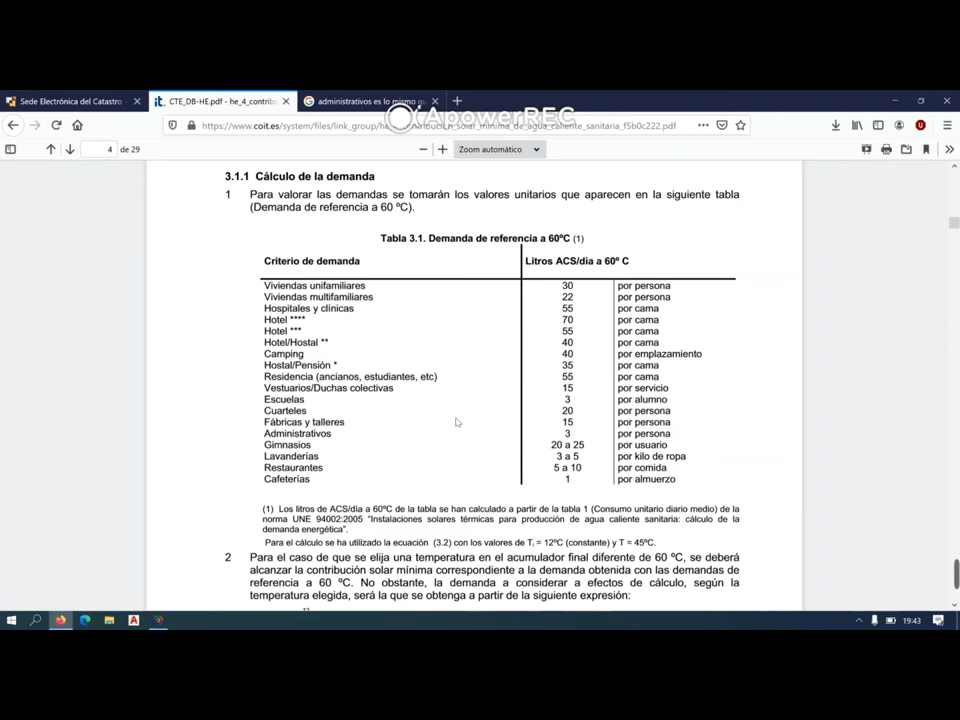 Sede Electrónica del Catastro
CTE_DB-HE.pdf - he_4_contribu
administrativos es lo mismo qu
ApowerREC
https://www.coit.es/system/files/link_group/he
ntribucion_solar_minima_de_agua_caliente_sanitaria_f5b0c222.pdf
4 de 29
Zoom automático
3.1.1 Cálculo de la demanda
1 Para valorar las demandas se tomarán los valores unitarios que aparecen en la siguiente tabla
(Demanda de referencia a 60 ºC).
Tabla 3.1. Demanda de referencia a 60ºC (1)
Criterio de demanda Litros ACS/día a 60º C
Viviendas unifamiliares 30 por persona
Viviendas multifamiliares 22 por persona
Hospitales y clínicas 55 por cama
Hotel **** 70 por cama
Hotel *** 55 por cama
Hotel/Hostal ** 40 por cama
Camping 40 por emplazamiento
Hostal/Pensión * 35 por cama
Residencia (ancianos, estudiantes, etc) 55 por cama
Vestuarios/Duchas colectivas 15 por servicio
Escuelas 3 por alumno
Cuarteles 20 por persona
Fábricas y talleres 15 por persona
Administrativos 3 por persona
Gimnasios 20 a 25 por usuario
Lavanderías 3 a 5 por kilo de ropa
Restaurantes 5 a 10 por comida
Cafeterías 1 por almuerzo
(1) Los litros de ACS/día a 60ºC de la tabla se han calculado a partir de la tabla 1 (Consumo unitario diario medio) de la
norma UNE 94002:2005 "Instalaciones solares térmicas para producción de agua caliente sanitaria: cálculo de la
demanda energética".
Para el cálculo se ha utilizado la ecuación (3.2) con los valores de Ti = 12ºC (constante) y T = 45ºC.
2 Para el caso de que se elija una temperatura en el acumulador final diferente de 60 ºC, se deberá
alcanzar la contribución solar mínima correspondiente a la demanda obtenida con las demandas de
referencia a 60 ºC. No obstante, la demanda a considerar a efectos de cálculo, según la
temperatura elegida, será la que se obtenga a partir de la siguiente expresión:
19:43